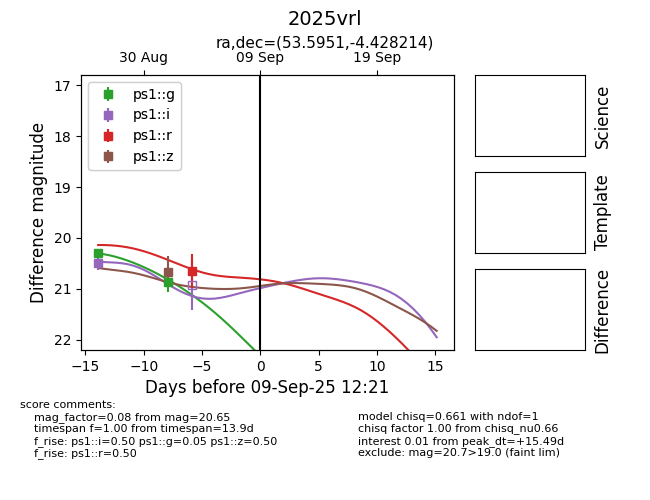 2025vrl
ra,dec=(53.5951,-4.428214)
30 Aug 09 Sep 19 Sep
17
18
19
20
21
22
Difference magnitude
ps1::g
ps1::i
ps1::r
ps1::z
−15 −10 −5 0 5 10 15
Days before 09-Sep-25 12:21
Science
Template
Difference
score comments:
mag_factor=0.08 from mag=20.65
timespan f=1.00 from timespan=13.9d
f_rise: ps1::i=0.50 ps1::g=0.05 ps1::z=0.50
f_rise: ps1::r=0.50
model chisq=0.661 with ndof=1
chisq factor 1.00 from chisq_nu0.66
interest 0.01 from peak_dt=+15.49d
exclude: mag=20.7>19.0 (faint lim)